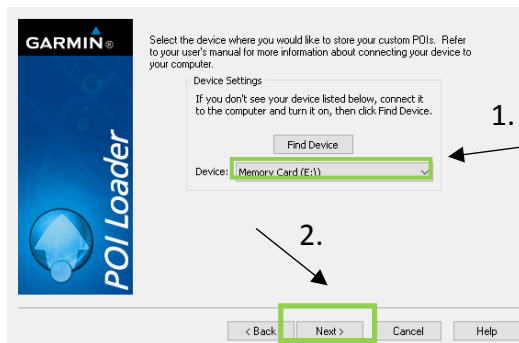 GARMIN®
POI Loader
Select the device where you would like to store your custom POIs. Refer
to your user's manual for more information about connecting your device to
your computer.
Device Settings
If you don't see your device listed below, connect it
to the computer and turn it on, then click Find Device.
Find Device
1.
Device: Memory Card (E:\)
2.
< Back Next > Cancel Help